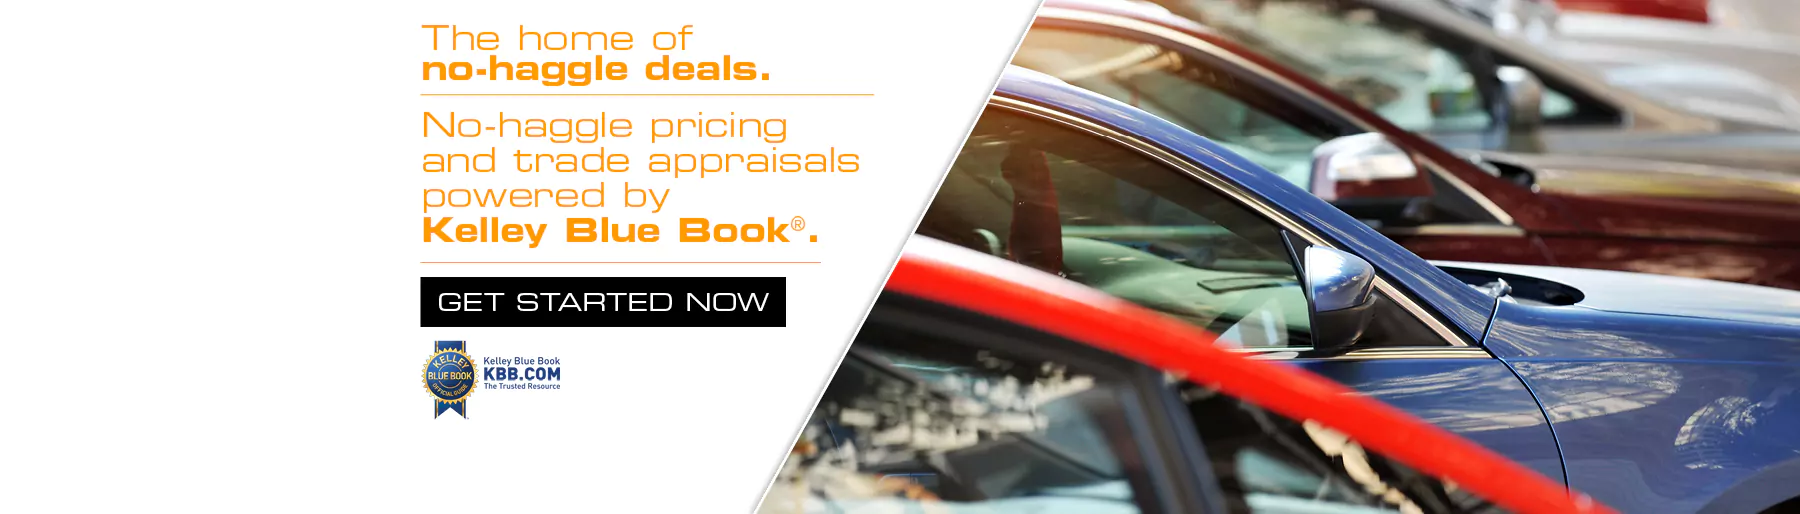 The home of
no-haggle deals.
No-haggle pricing
and trade appraisals
powered by
Kelley Blue Book®.
GET STARTED NOW
KELLEY
BLUE BOOK
OFFICIAL GUIDE
Kelley Blue Book
KBB.COM
The Trusted Resource